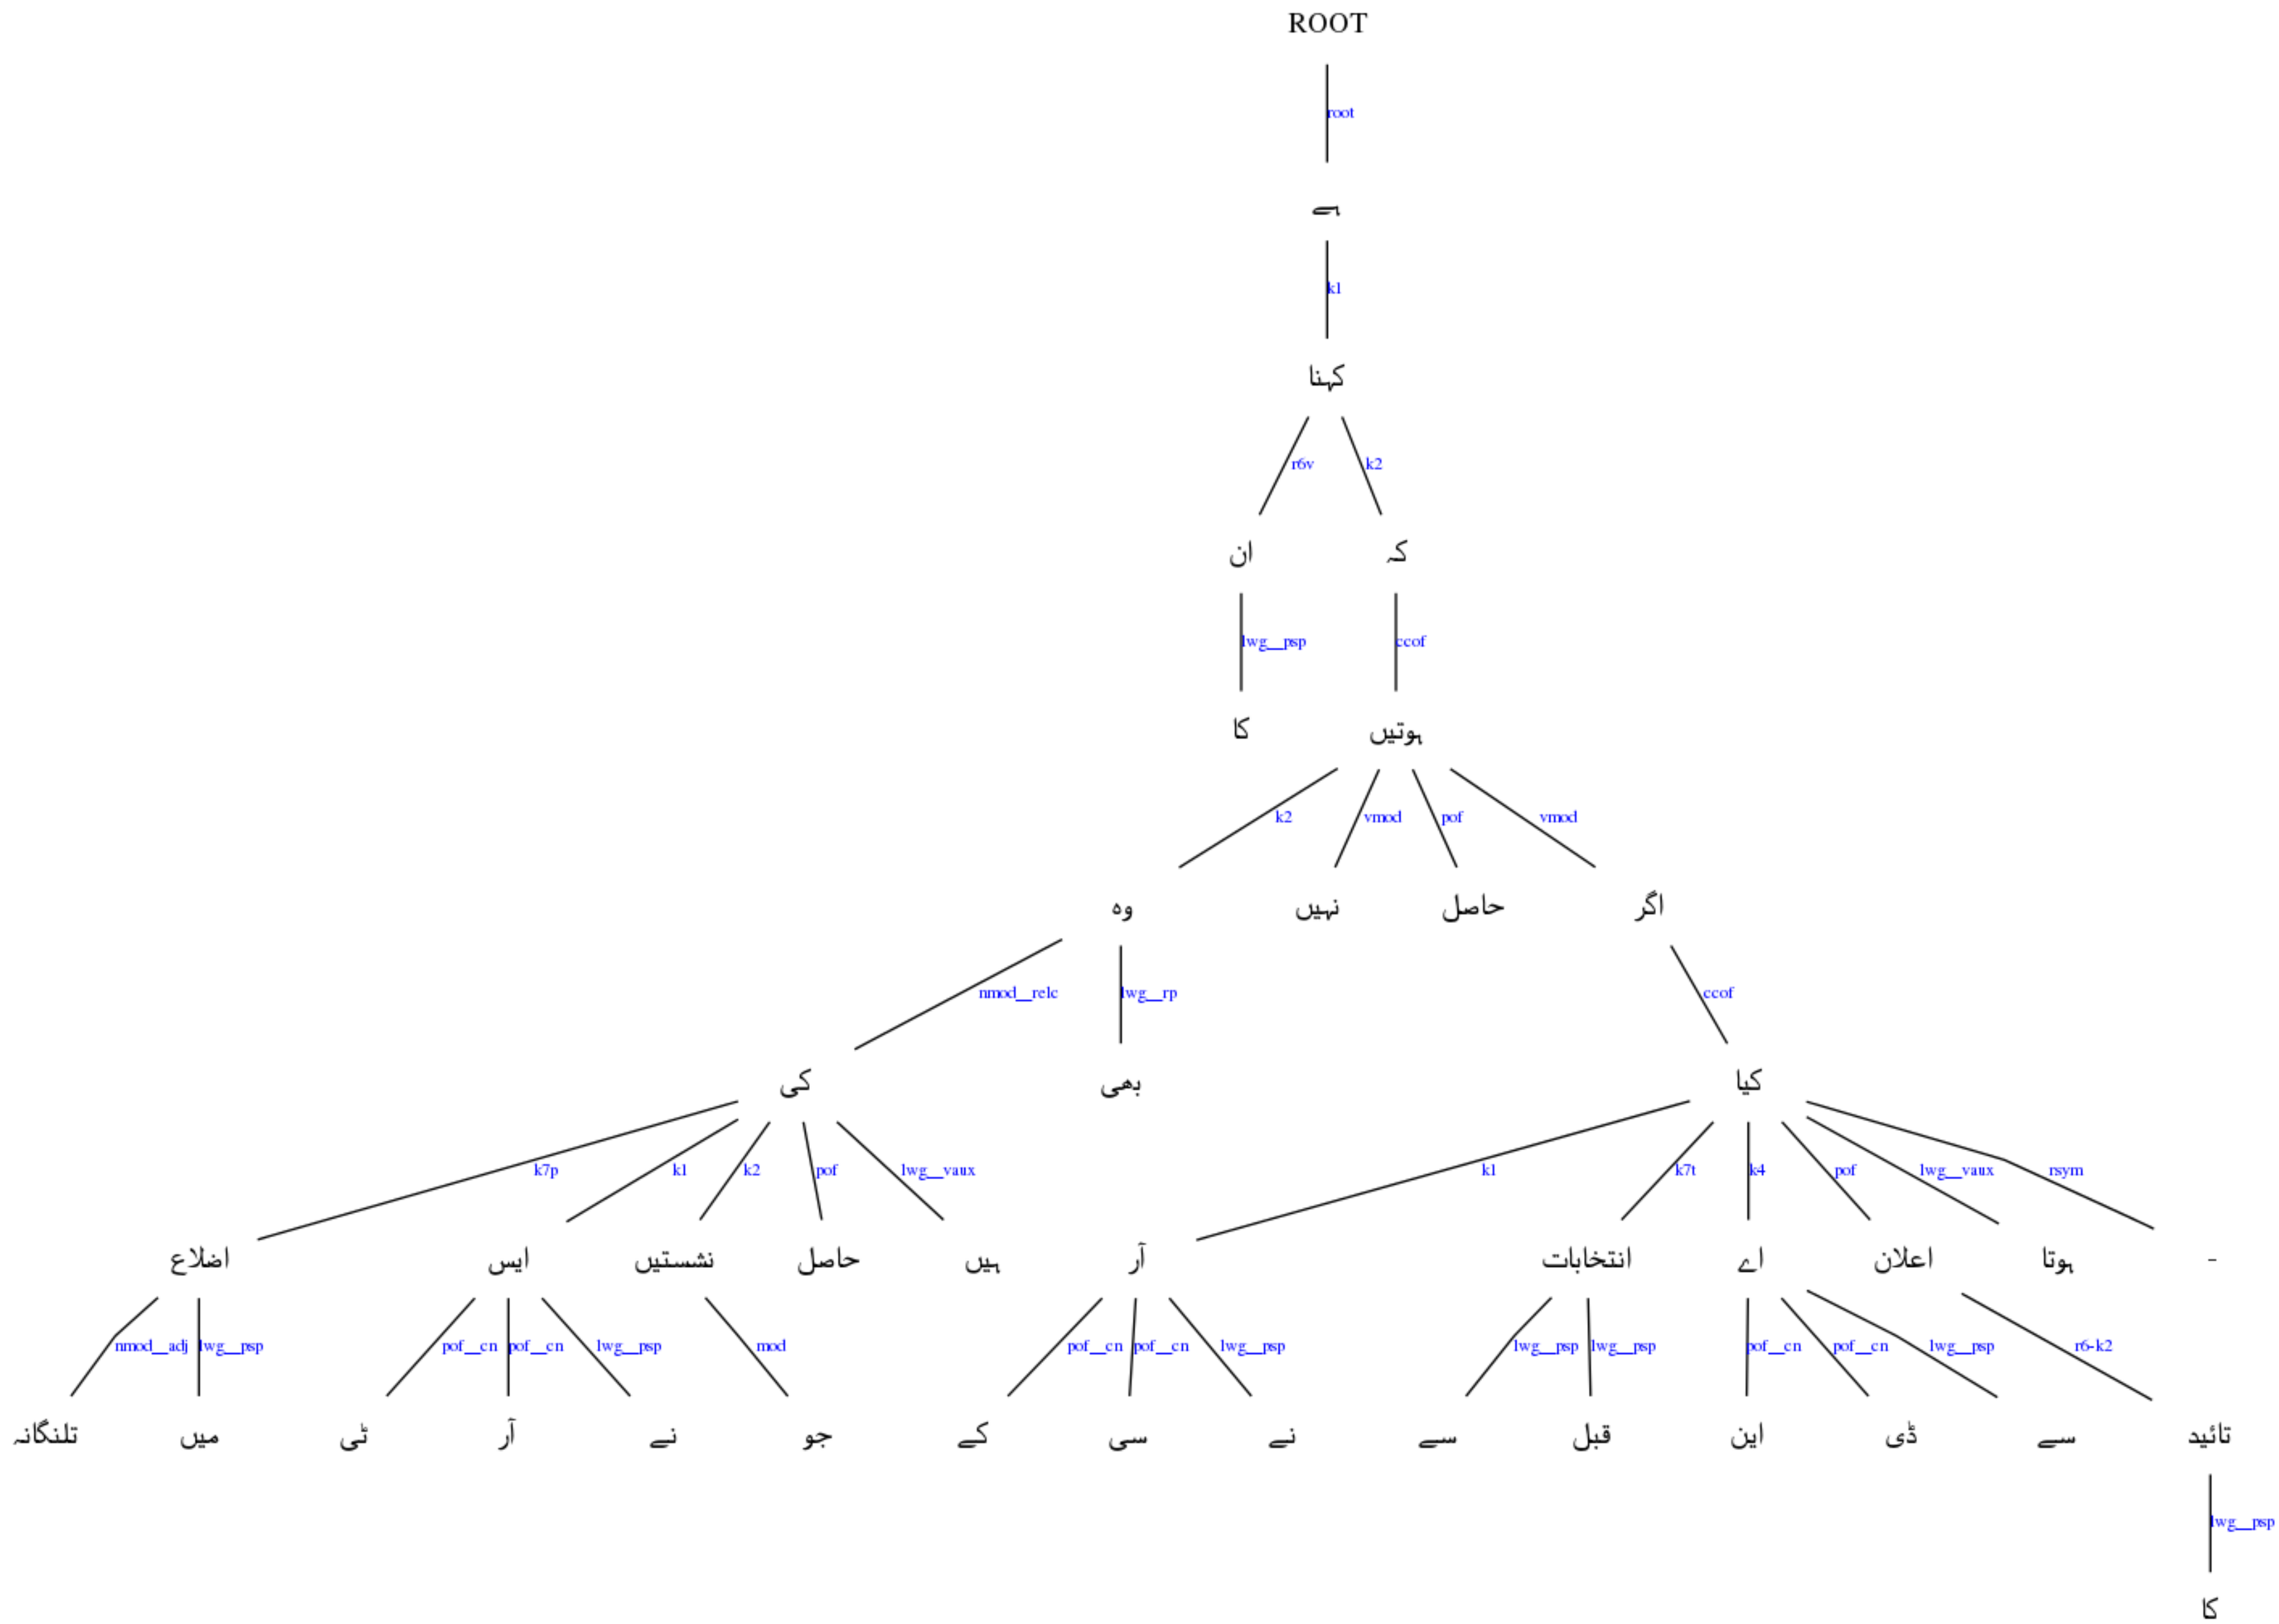 ROOT
root
ہے
k1
کہنا
r6v k2
ان کہ
lwg__psp ccof
کا ہوتیں
k2 vmod pof vmod
وہ نہیں حاصل اگر
nmod__relc lwg__rp ccof
کی بھی کیا
k7p k1 k2 pof lwg__vaux k1 k7t k4 pof lwg__vaux rsym
اضلاع ایس نشستیں حاصل ہیں آر انتخابات اے اعلان ہوتا -
nmod__adj lwg__psp pof__cn pof__cn lwg__psp mod pof__cn pof__cn lwg__psp lwg__psp lwg__psp pof__cn pof__cn lwg__psp r6-k2
تلنگانہ میں ٹی آر نے جو کے سی نے سے قبل این ڈی سے تائید
lwg__psp
کا